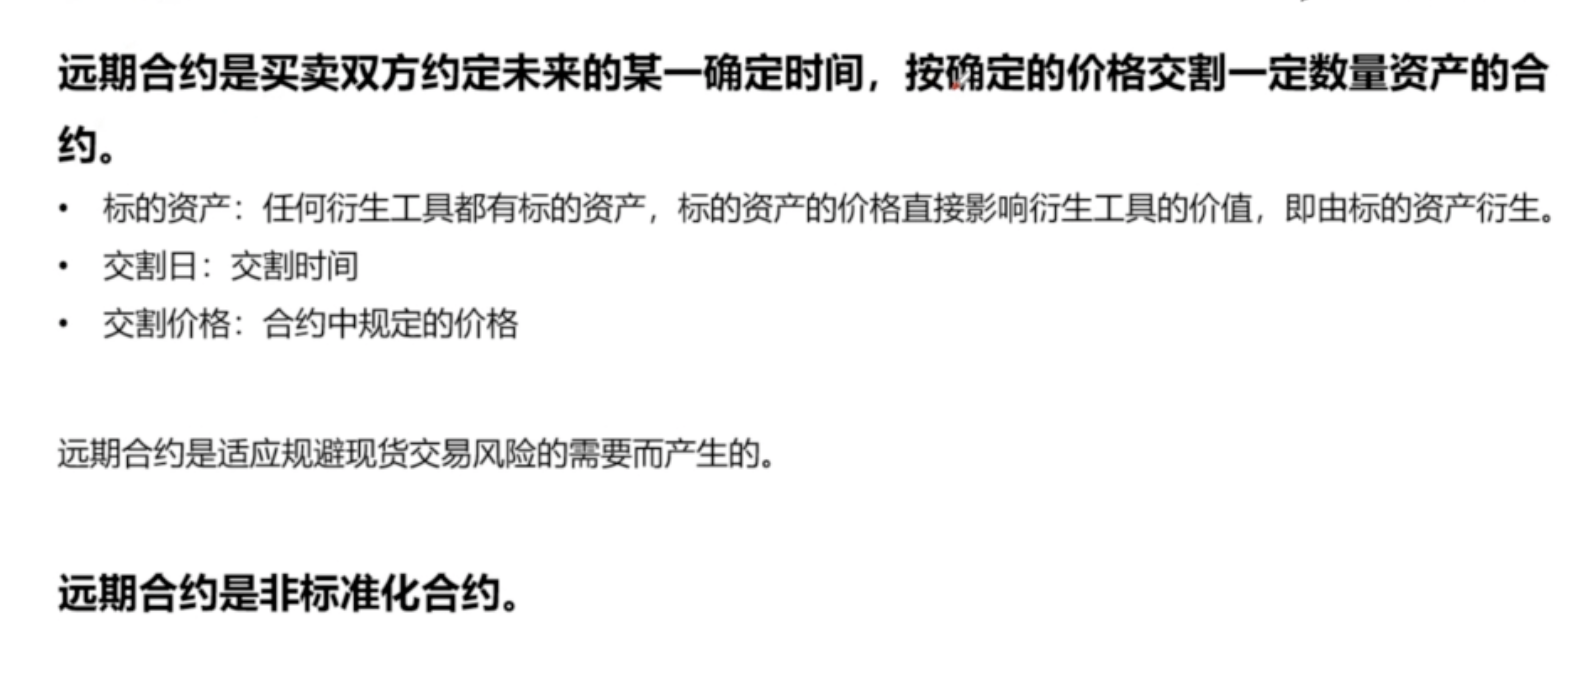 远期合约是买卖双方约定未来的某一确定时间，按确定的价格交割一定数量资产的合
约。
• 标的资产：任何衍生工具都有标的资产，标的资产的价格直接影响衍生工具的价值，即由标的资产衍生。
• 交割日：交割时间
• 交割价格：合约中规定的价格
远期合约是适应规避现货交易风险的需要而产生的。
远期合约是非标准化合约。